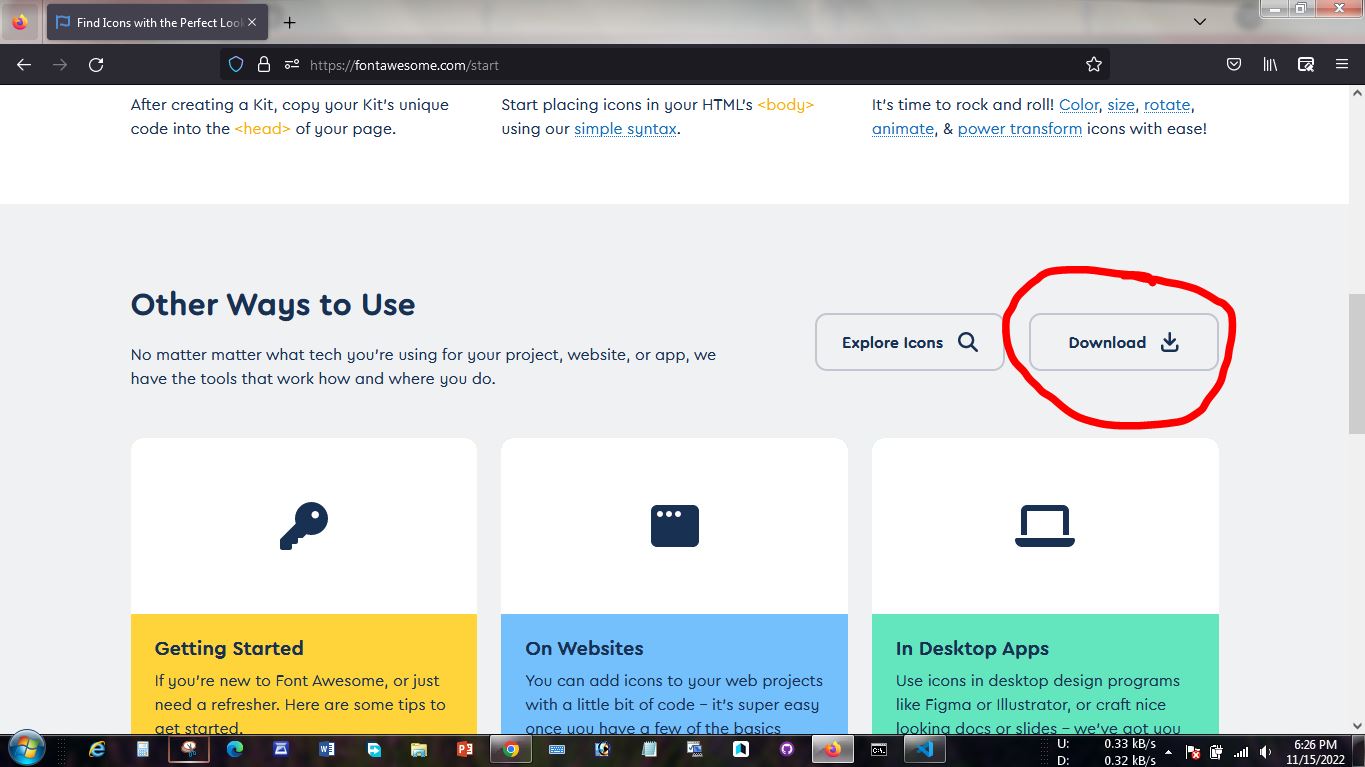 Find Icons with the Perfect Look
https://fontawesome.com/start
After creating a Kit, copy your Kit's unique
code into the <head> of your page.
Start placing icons in your HTML's <body>
using our simple syntax.
It's time to rock and roll! Color, size, rotate,
animate, & power transform icons with ease!
Other Ways to Use
No matter matter what tech you're using for your project, website, or app, we
have the tools that work how and where you do.
Explore Icons
Download
Getting Started
If you're new to Font Awesome, or just
need a refresher. Here are some tips to
get started.
On Websites
You can add icons to your web projects
with a little bit of code – it's super easy
once you have a few of the basics
In Desktop Apps
Use icons in desktop design programs
like Figma or Illustrator, or craft nice
looking docs or slides – we've got you
U: 0.33 kB/s
D: 0.32 kB/s
6:26 PM
11/15/2022